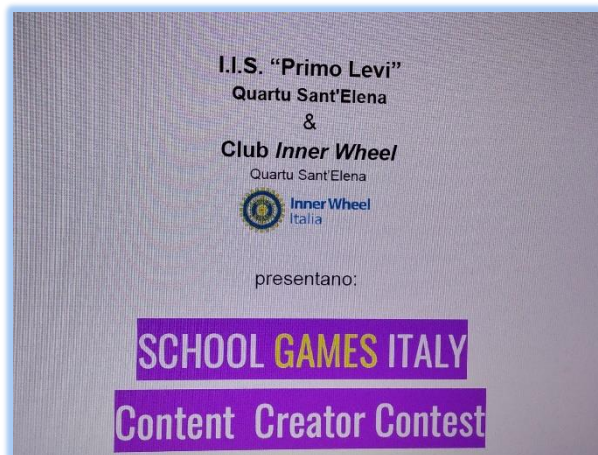 I.I.S. “Primo Levi”
Quartu Sant'Elena
&
Club Inner Wheel
Quartu Sant'Elena
Inner Wheel
Italia
presentano:
SCHOOL GAMES ITALY
Content Creator Contest